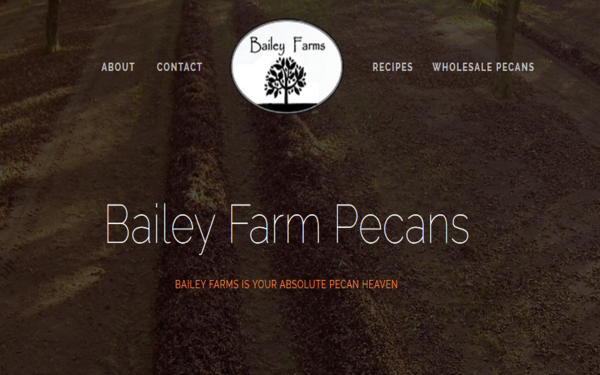 Bailey Farms
ABOUT
CONTACT
RECIPES
WHOLESALE PECANS
Bailey Farm Pecans
BAILEY FARMS IS YOUR ABSOLUTE PECAN HEAVEN